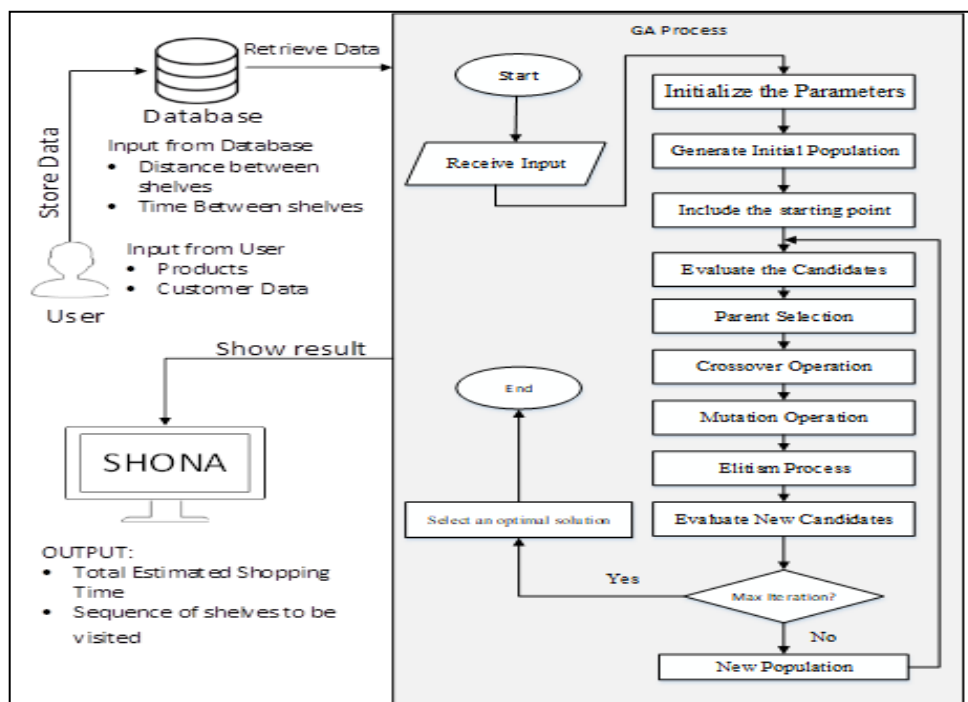 Retrieve Data
Database
Store Data
Input from Database
• Distance between
shelves
• Time Between shelves
Input from User
• Products
• Customer Data
User
Show result
SHONA
OUTPUT:
• Total Estimated Shopping
Time
• Sequence of shelves to be
visited
GA Process
Start
Receive Input
Initialize the Parameters
Generate Initial Population
Include the starting point
Evaluate the Candidates
Parent Selection
Crossover Operation
Mutation Operation
Elitism Process
Evaluate New Candidates
Max Iteration?
Yes
No
New Population
Select an optimal solution
End